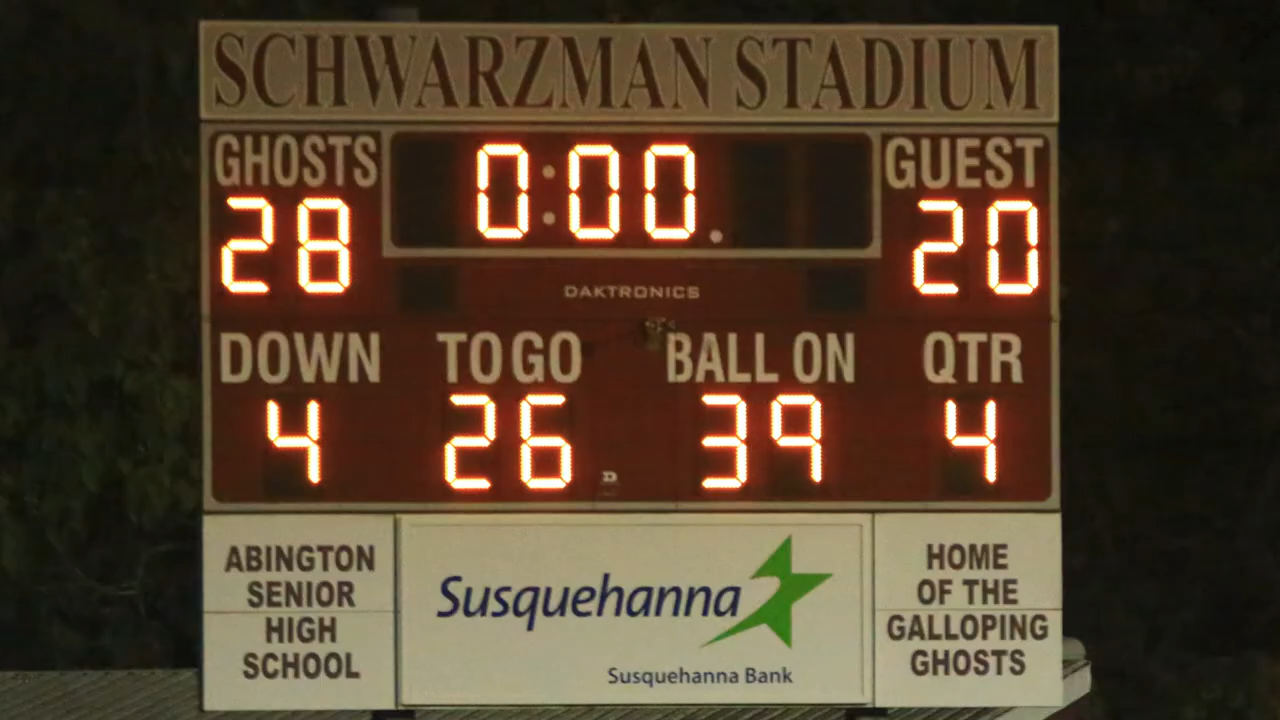 SCHWARZMAN STADIUM
GHOSTS 0:00. GUEST
28 20
DAKTRONICS
DOWN TO GO BALL ON QTR
4 26 39 4
D
ABINGTON
SENIOR
HIGH
SCHOOL
Susquehanna
Susquehanna Bank
HOME
OF THE
GALLOPING
GHOSTS